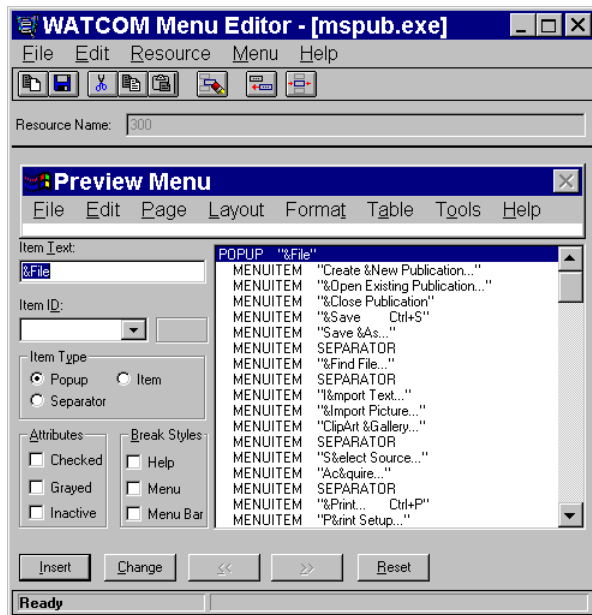 WATCOM Menu Editor - [mspub.exe]
File Edit Resource Menu Help
Resource Name: 300
Preview Menu
File Edit Page Layout Format Table Tools Help
Item Text:
&File
Item ID:
Item Type
Popup Item
Separator
Attributes
Checked
Grayed
Inactive
Break Styles
Help
Menu
Menu Bar
POPUP "&File"
MENUITEM "Create &New Publication..."
MENUITEM "&Open Existing Publication..."
MENUITEM "&Close Publication"
MENUITEM "&Save Ctrl+S"
MENUITEM "Save &As..."
MENUITEM SEPARATOR
MENUITEM "&Find File..."
MENUITEM SEPARATOR
MENUITEM "I&mport Text..."
MENUITEM "&Import Picture..."
MENUITEM "ClipArt &Gallery..."
MENUITEM SEPARATOR
MENUITEM "S&elect Source..."
MENUITEM "Ac&quire..."
MENUITEM SEPARATOR
MENUITEM "&Print... Ctrl+P"
MENUITEM "P&rint Setup..."
Insert Change << >> Reset
Ready